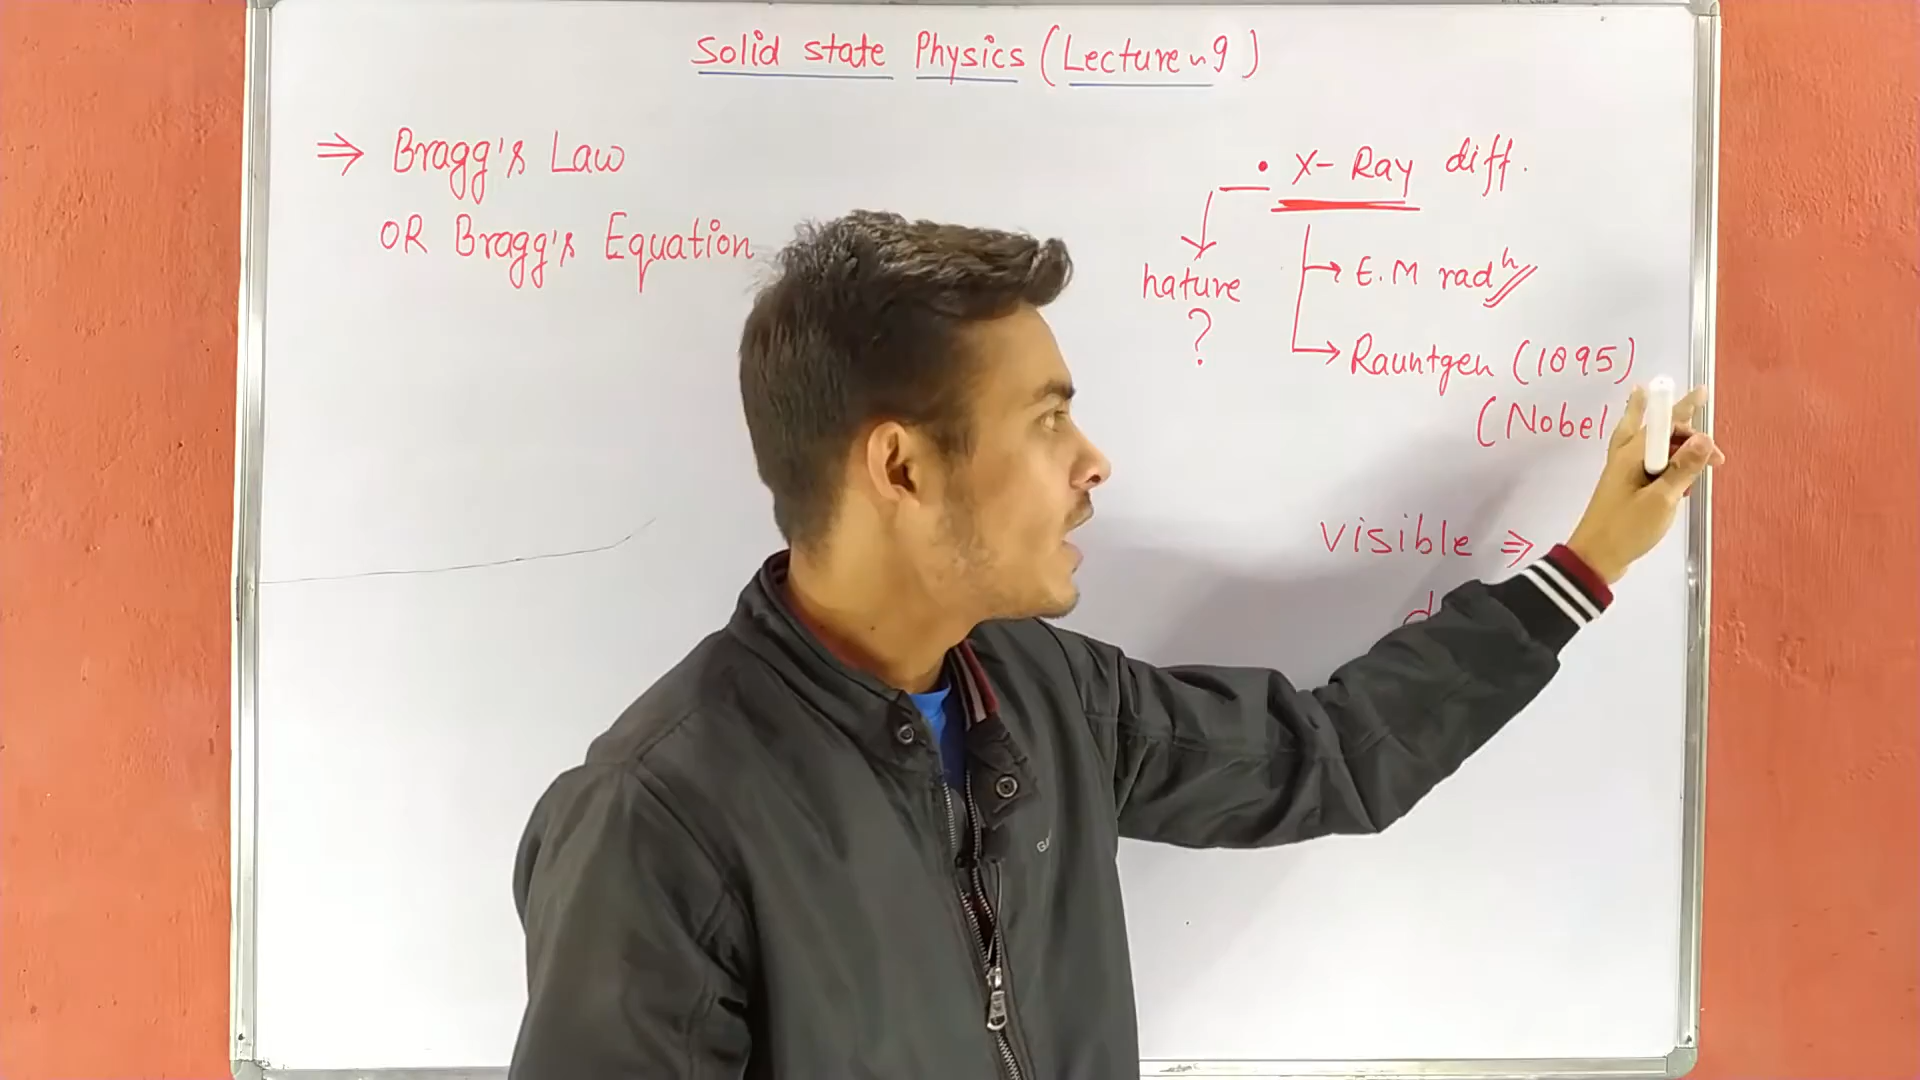 Solid state Physics (Lecture ~ 9)
⇒ Bragg's Law
OR Bragg's Equation
• X-Ray diff.
nature
?
→ E.M radⁿ
→ Rauntgen (1895)
(Nobel
visible ⇒